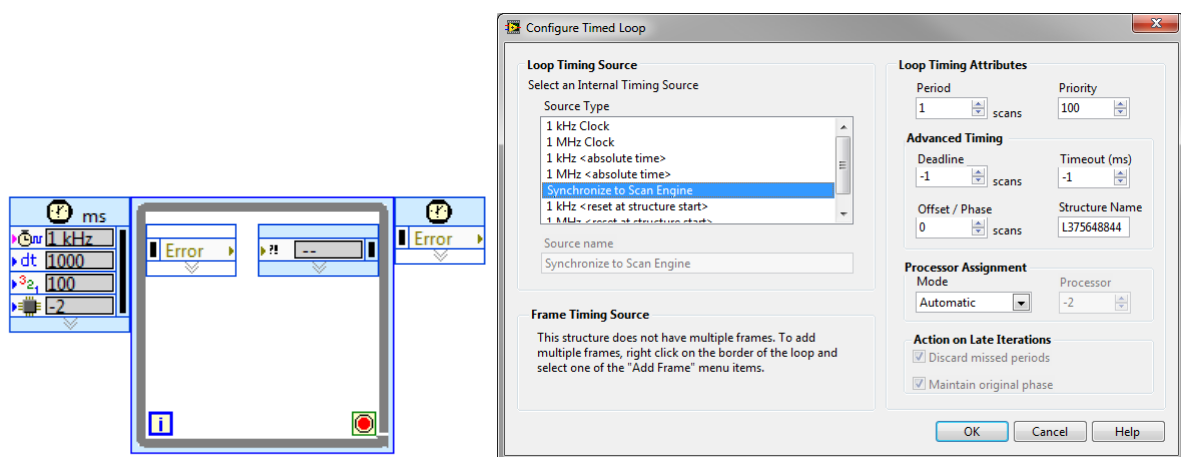 ms
1 kHz
dt 1000
100
-2
Error
?! --
i
Error
Configure Timed Loop
Loop Timing Source
Select an Internal Timing Source
Source Type
1 kHz Clock
1 MHz Clock
1 kHz <absolute time>
1 MHz <absolute time>
Synchronize to Scan Engine
1 kHz <reset at structure start>
1 MHz <reset at structure start>
Source name
Synchronize to Scan Engine
Frame Timing Source
This structure does not have multiple frames. To add
multiple frames, right click on the border of the loop and
select one of the "Add Frame" menu items.
Loop Timing Attributes
Period Priority
1 scans 100
Advanced Timing
Deadline Timeout (ms)
-1 scans -1
Offset / Phase Structure Name
0 scans L375648844
Processor Assignment
Mode Processor
Automatic -2
Action on Late Iterations
Discard missed periods
Maintain original phase
OK Cancel Help